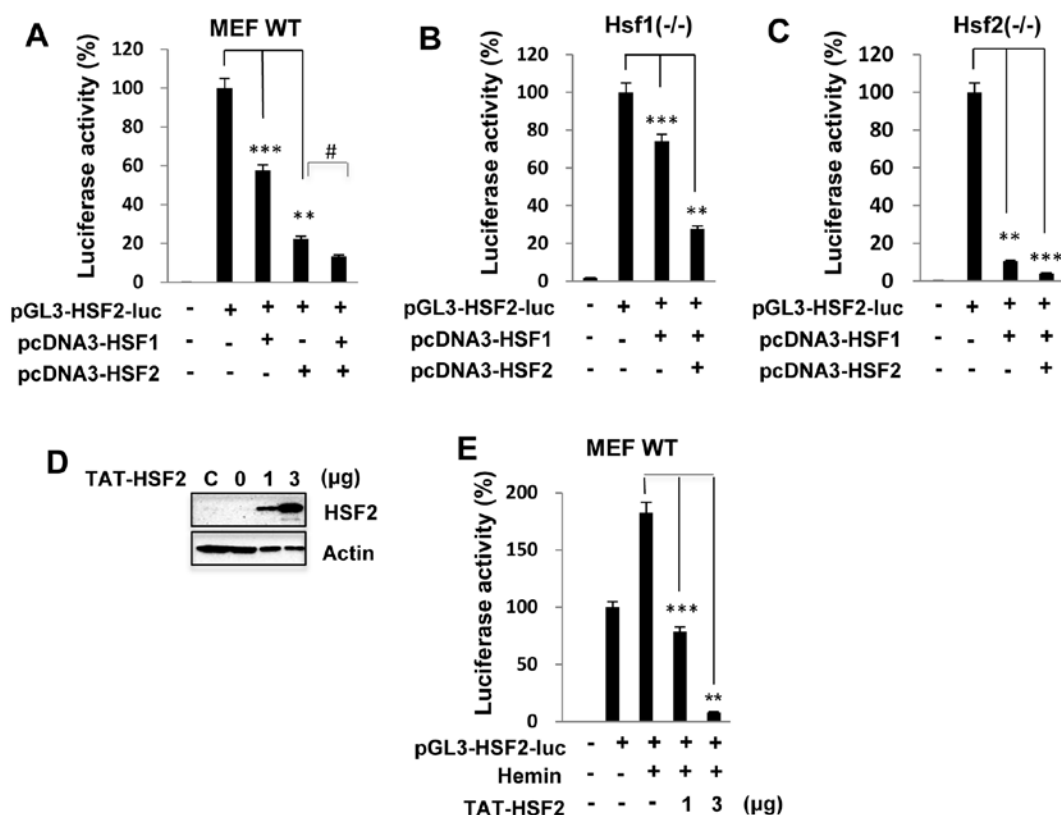 A
MEF WT
Luciferase activity (%)
120
100
80
60
40
20
0
***
**
#
pGL3-HSF2-luc - + + + +
pcDNA3-HSF1 - - + - +
pcDNA3-HSF2 - - - + +
B
Hsf1(-/-)
Luciferase activity (%)
120
100
80
60
40
20
0
***
**
pGL3-HSF2-luc - + + +
pcDNA3-HSF1 - - + +
pcDNA3-HSF2 - - - +
C
Hsf2(-/-)
Luciferase activity (%)
120
100
80
60
40
20
0
**
***
pGL3-HSF2-luc - + + +
pcDNA3-HSF1 - - + +
pcDNA3-HSF2 - - - +
D
TAT-HSF2 C 0 1 3 (µg)
HSF2
Actin
E
MEF WT
Luciferase activity (%)
200
150
100
50
0
***
**
pGL3-HSF2-luc - + + + +
Hemin - - + + +
TAT-HSF2 - - - 1 3 (µg)